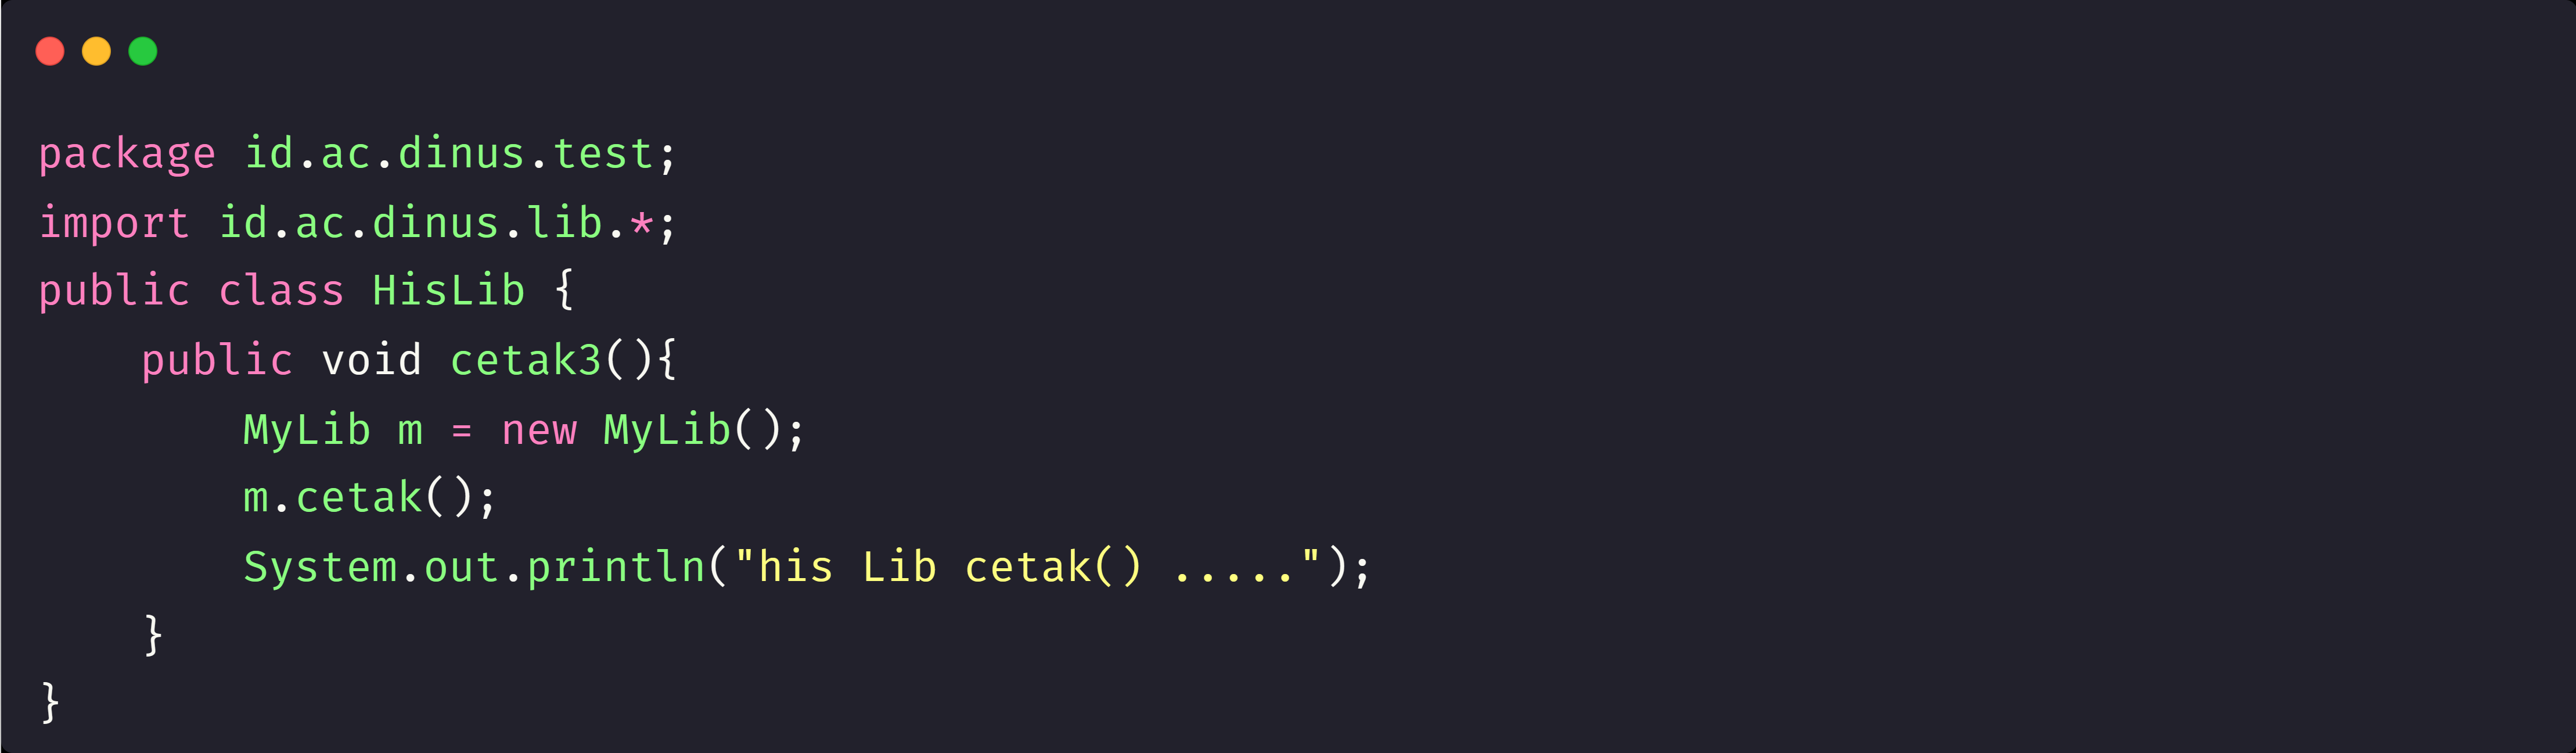 package id.ac.dinus.test;
import id.ac.dinus.lib.*;
public class HisLib {
    public void cetak3(){
        MyLib m = new MyLib();
        m.cetak();
        System.out.println("his Lib cetak() .....");
    }
}